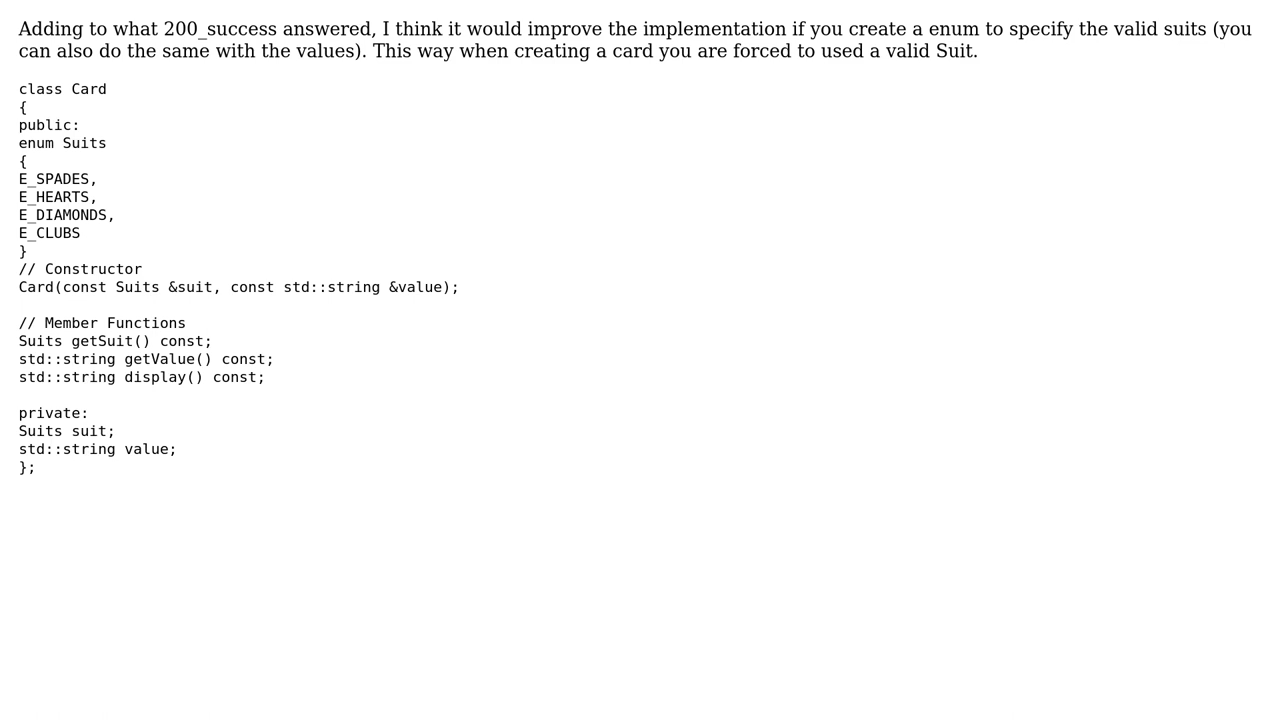 Adding to what 200_success answered, I think it would improve the implementation if you create a enum to specify the valid suits (you
can also do the same with the values). This way when creating a card you are forced to used a valid Suit.
class Card
{
public:
enum Suits
{
E_SPADES,
E_HEARTS,
E_DIAMONDS,
E_CLUBS
}
// Constructor
Card(const Suits &suit, const std::string &value);
// Member Functions
Suits getSuit() const;
std::string getValue() const;
std::string display() const;
private:
Suits suit;
std::string value;
};